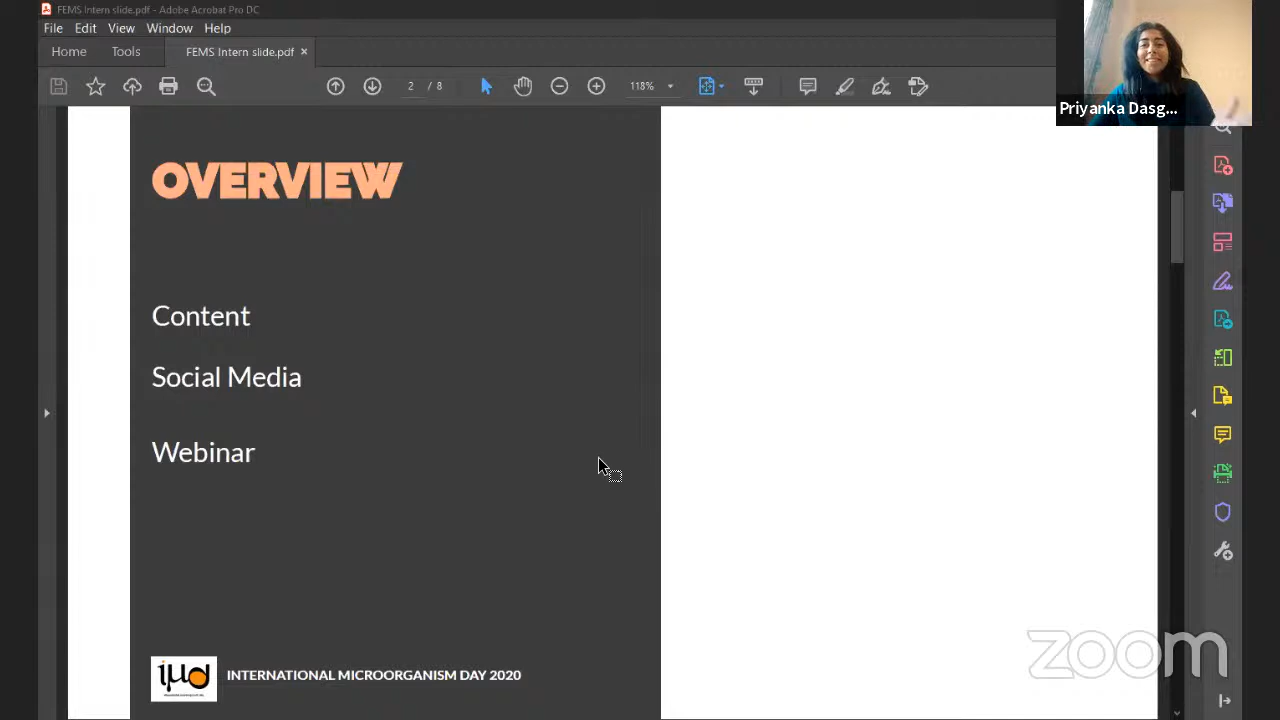 FEMS Intern slide.pdf - Adobe Acrobat Pro DC
File Edit View Window Help
Home Tools FEMS Intern slide.pdf ×
2 / 8 118%
Priyanka Dasg...
OVERVIEW
Content
Social Media
Webinar
iμd
INTERNATIONAL MICROORGANISM DAY 2020
zoom